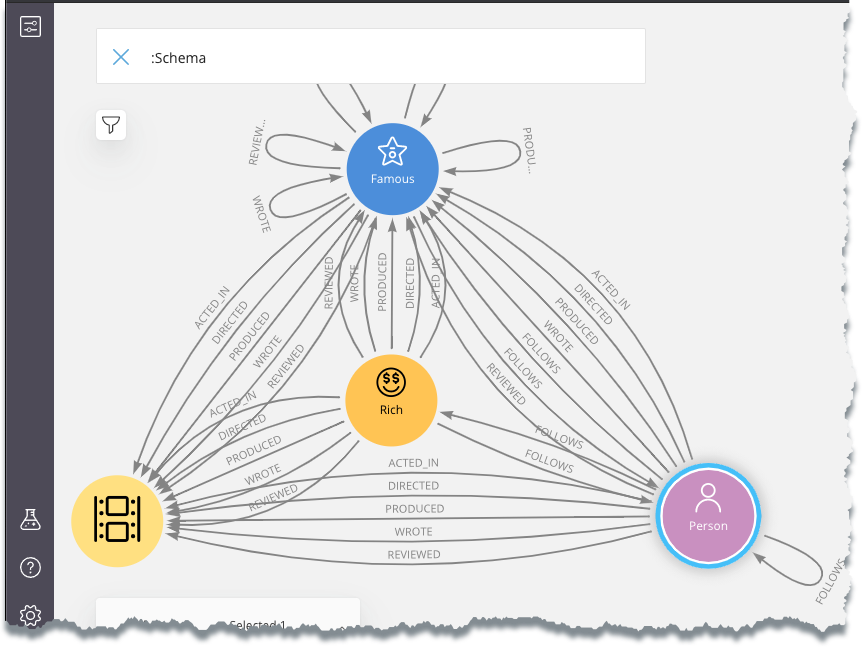 :Schema
REVIEW...
PRODU...
Famous
WROTE
ACTED_IN
DIRECTED
PRODUCED
WROTE
REVIEWED
REVIEWED
WROTE
PRODUCED
DIRECTED
ACTED_IN
ACTED_IN
DIRECTED
PRODUCED
WROTE
FOLLOWS
FOLLOWS
REVIEWED
$$
Rich
ACTED_IN
DIRECTED
PRODUCED
WROTE
REVIEWED
FOLLOWS
FOLLOWS
ACTED_IN
DIRECTED
PRODUCED
WROTE
REVIEWED
Person
FOLLOWS
?
Selected 1